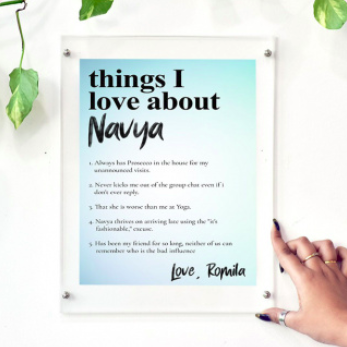 things I
love about
Navya
1. Always has Prosecco in the house for my
unannounced visits.
2. Never kicks me out of the group chat even if i
don't ever reply.
3. That she is worse than me at Yoga.
4. Navya thrives on arriving late using the "it's
fashionable," excuse.
5. Has been my friend for so long, neither of us can
remember who is the bad influence
Love, Romila